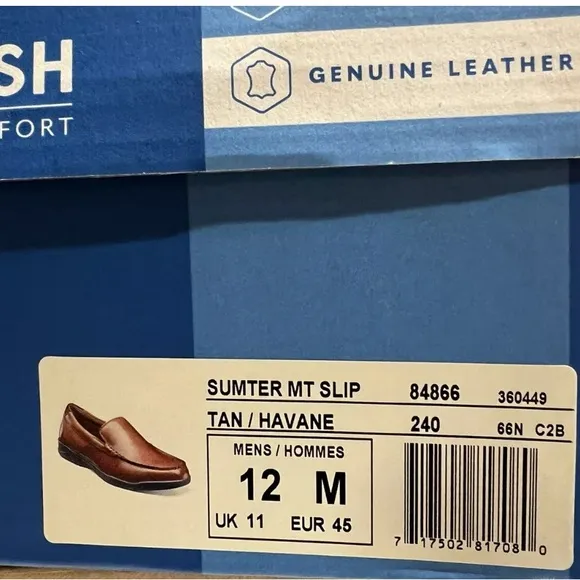 SH
FORT
GENUINE LEATHER
SUMTER MT SLIP 84866 360449
TAN / HAVANE 240 66N C2B
MENS / HOMMES
12 M
UK 11 EUR 45
7 17502 81708 0